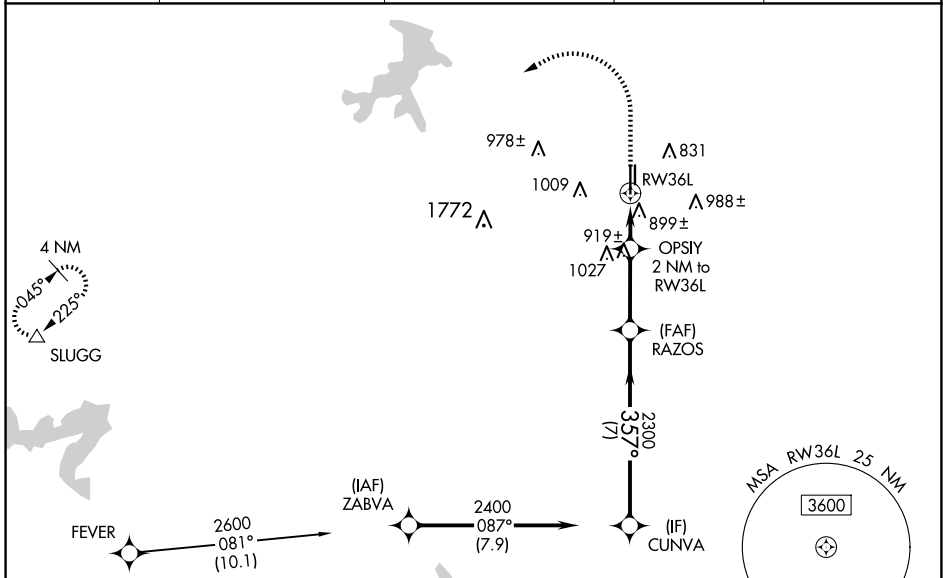 978±
831
RW36L
1009
988±
1772
899±
919±
OPSIY
2 NM to
RW36L
1027
4 NM
045°
225°
SLUGG
(FAF)
RAZOS
2300
357°
(7)
MSA RW36L 25 NM
3600
(IAF)
ZABVA
2400
087°
(7.9)
(IF)
CUNVA
FEVER
2600
081°
(10.1)